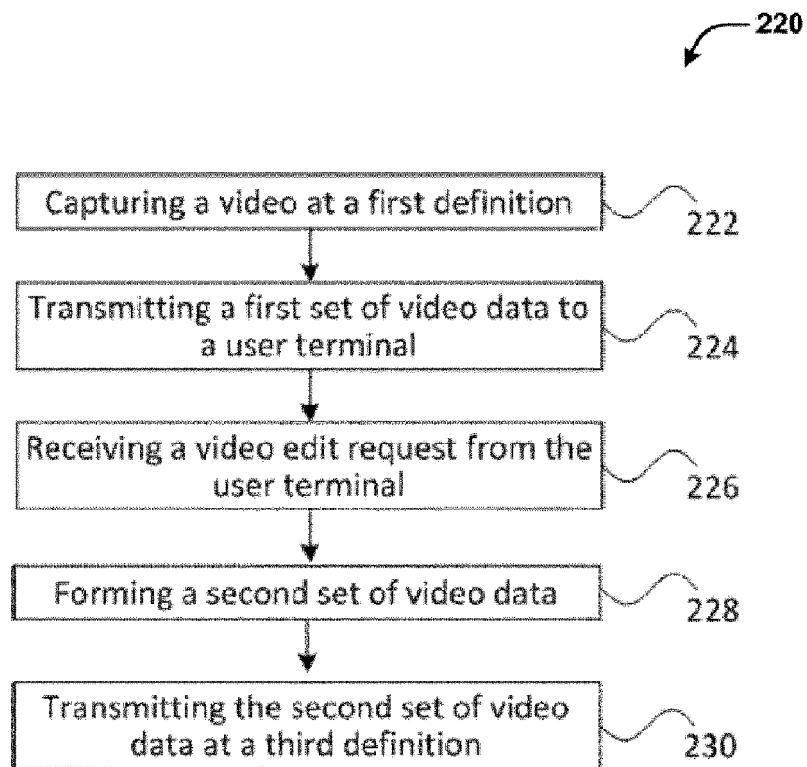 220
Capturing a video at a first definition
222
Transmitting a first set of video data to
a user terminal
224
Receiving a video edit request from the
user terminal
226
Forming a second set of video data
228
Transmitting the second set of video
data at a third definition
230